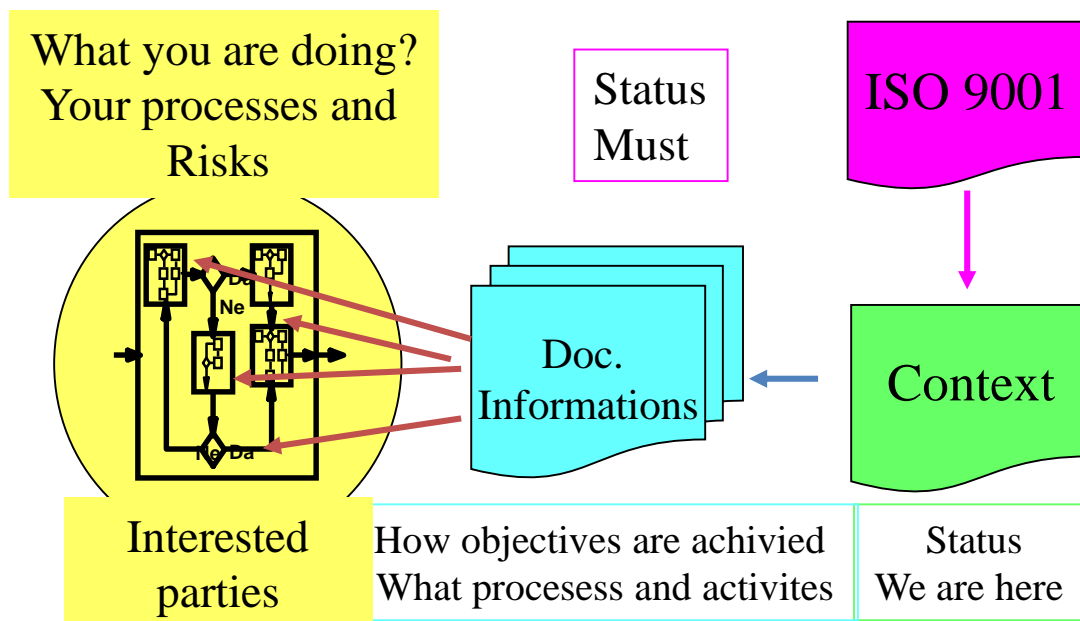 What you are doing?
Your processes and
Risks
Status
Must
ISO 9001
Da
Ne
Doc.
Informations
Context
Ne
Da
Interested
parties
How objectives are achivied
What procesess and activites
Status
We are here